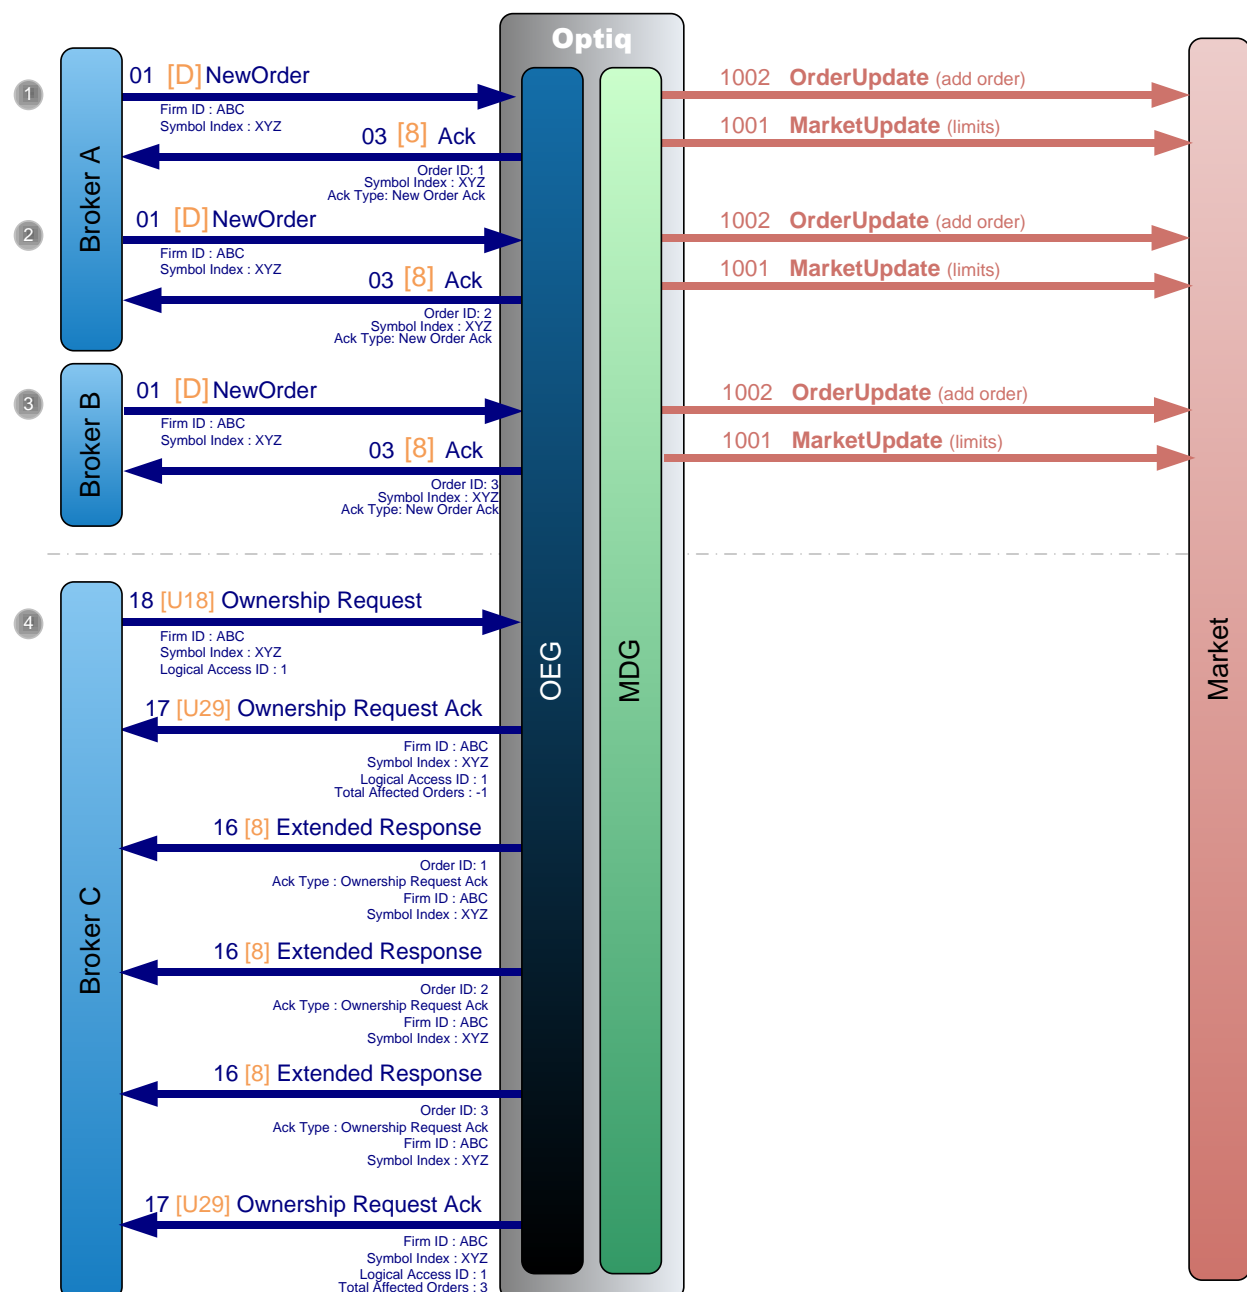 Optiq
Broker A
1
01 [D] NewOrder
Firm ID : ABC
Symbol Index : XYZ
03 [8] Ack
Order ID: 1
Symbol Index : XYZ
Ack Type: New Order Ack
1002 OrderUpdate (add order)
1001 MarketUpdate (limits)
2
01 [D] NewOrder
Firm ID : ABC
Symbol Index : XYZ
03 [8] Ack
Order ID: 2
Symbol Index : XYZ
Ack Type: New Order Ack
1002 OrderUpdate (add order)
1001 MarketUpdate (limits)
Broker B
3
01 [D] NewOrder
Firm ID : ABC
Symbol Index : XYZ
03 [8] Ack
Order ID: 3
Symbol Index : XYZ
Ack Type: New Order Ack
1002 OrderUpdate (add order)
1001 MarketUpdate (limits)
OEG
MDG
Market
Broker C
4
18 [U18] Ownership Request
Firm ID : ABC
Symbol Index : XYZ
Logical Access ID : 1
17 [U29] Ownership Request Ack
Firm ID : ABC
Symbol Index : XYZ
Logical Access ID : 1
Total Affected Orders : -1
16 [8] Extended Response
Order ID: 1
Ack Type : Ownership Request Ack
Firm ID : ABC
Symbol Index : XYZ
16 [8] Extended Response
Order ID: 2
Ack Type : Ownership Request Ack
Firm ID : ABC
Symbol Index : XYZ
16 [8] Extended Response
Order ID: 3
Ack Type : Ownership Request Ack
Firm ID : ABC
Symbol Index : XYZ
17 [U29] Ownership Request Ack
Firm ID : ABC
Symbol Index : XYZ
Logical Access ID : 1
Total Affected Orders : 3